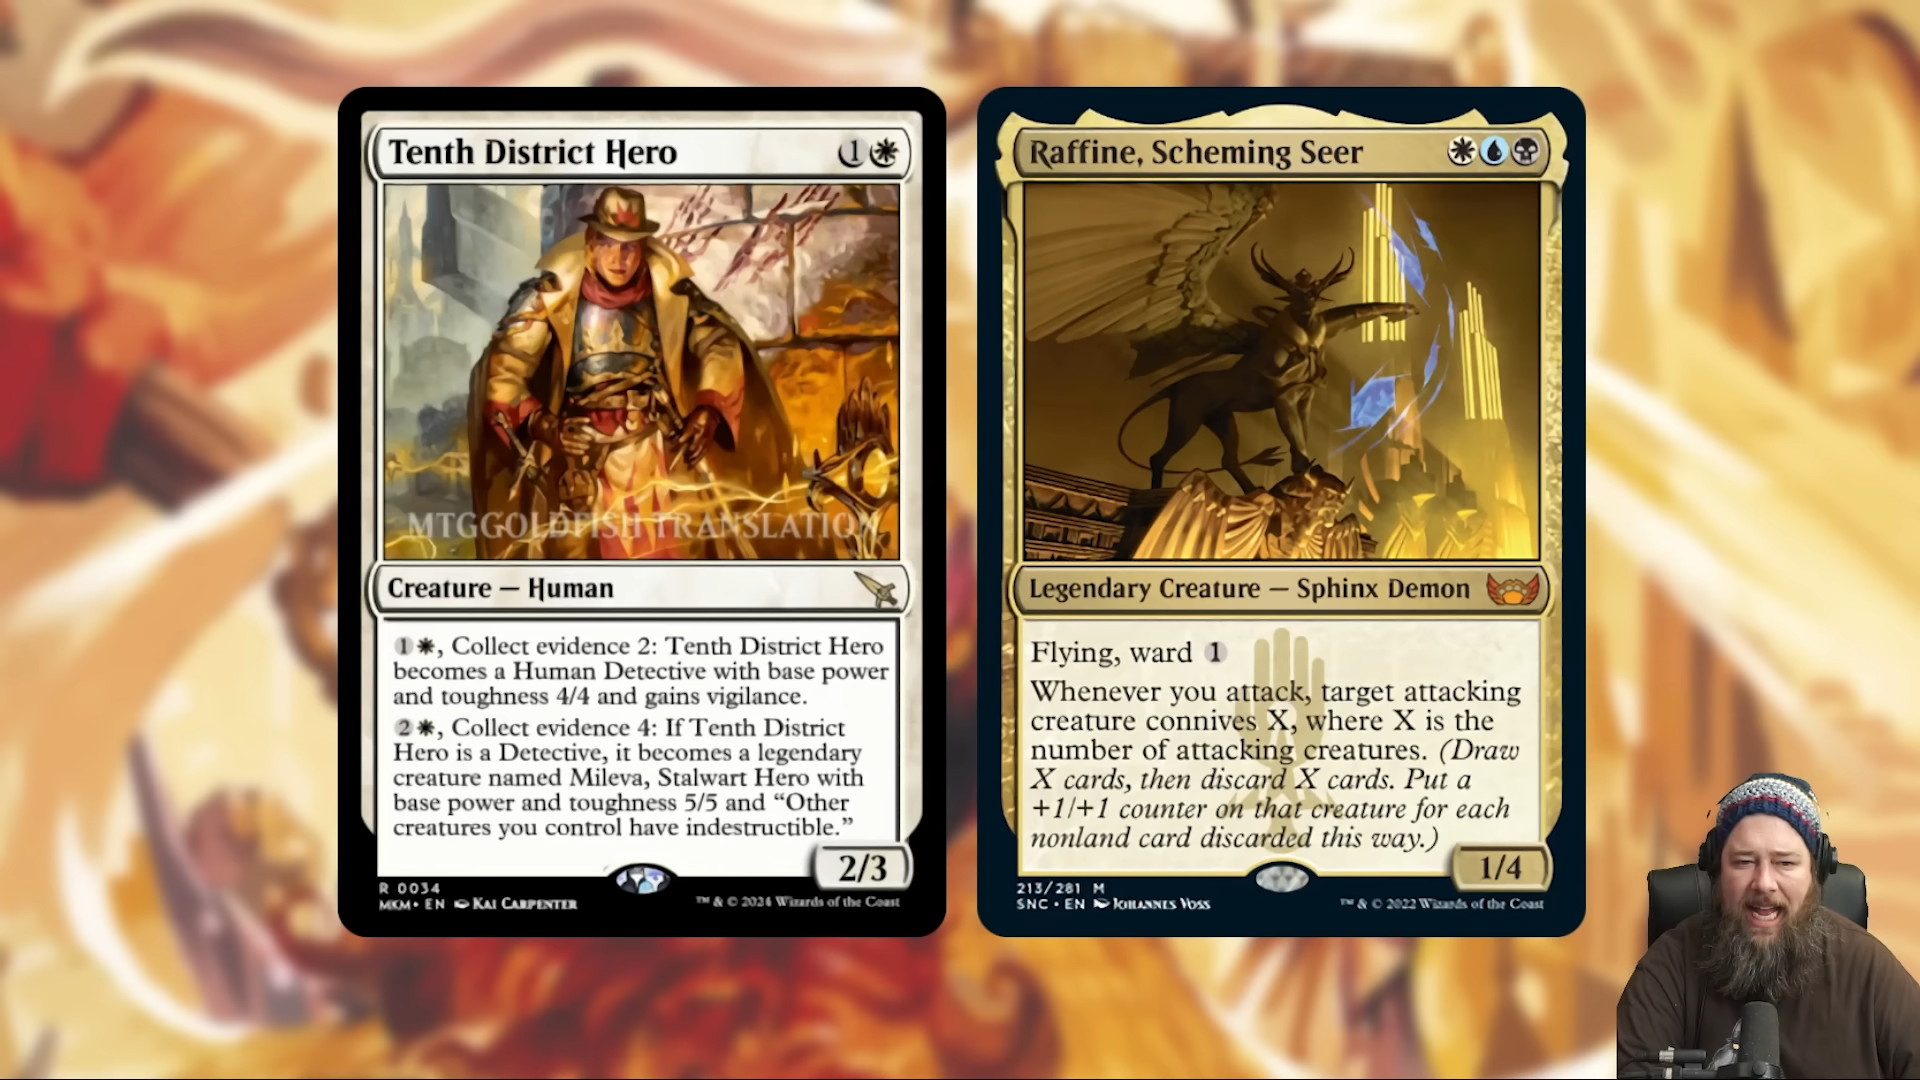 Tenth District Hero 1
MTGGOLDFISH TRANSLATION
Creature — Human
1, Collect evidence 2: Tenth District Hero
becomes a Human Detective with base power
and toughness 4/4 and gains vigilance.
2, Collect evidence 4: If Tenth District
Hero is a Detective, it becomes a legendary
creature named Mileva, Stalwart Hero with
base power and toughness 5/5 and “Other
creatures you control have indestructible.”
2/3
R 0034
MKM • EN KAI CARPENTER
™ & © 2024 Wizards of the Coast
Raffine, Scheming Seer
Legendary Creature — Sphinx Demon
Flying, ward 1
Whenever you attack, target attacking
creature connives X, where X is the
number of attacking creatures. (Draw
X cards, then discard X cards. Put a
+1/+1 counter on that creature for each
nonland card discarded this way.)
1/4
213/281 M
SNC • EN JOHANNES VOSS
™ & © 2022 Wizards of the Coast